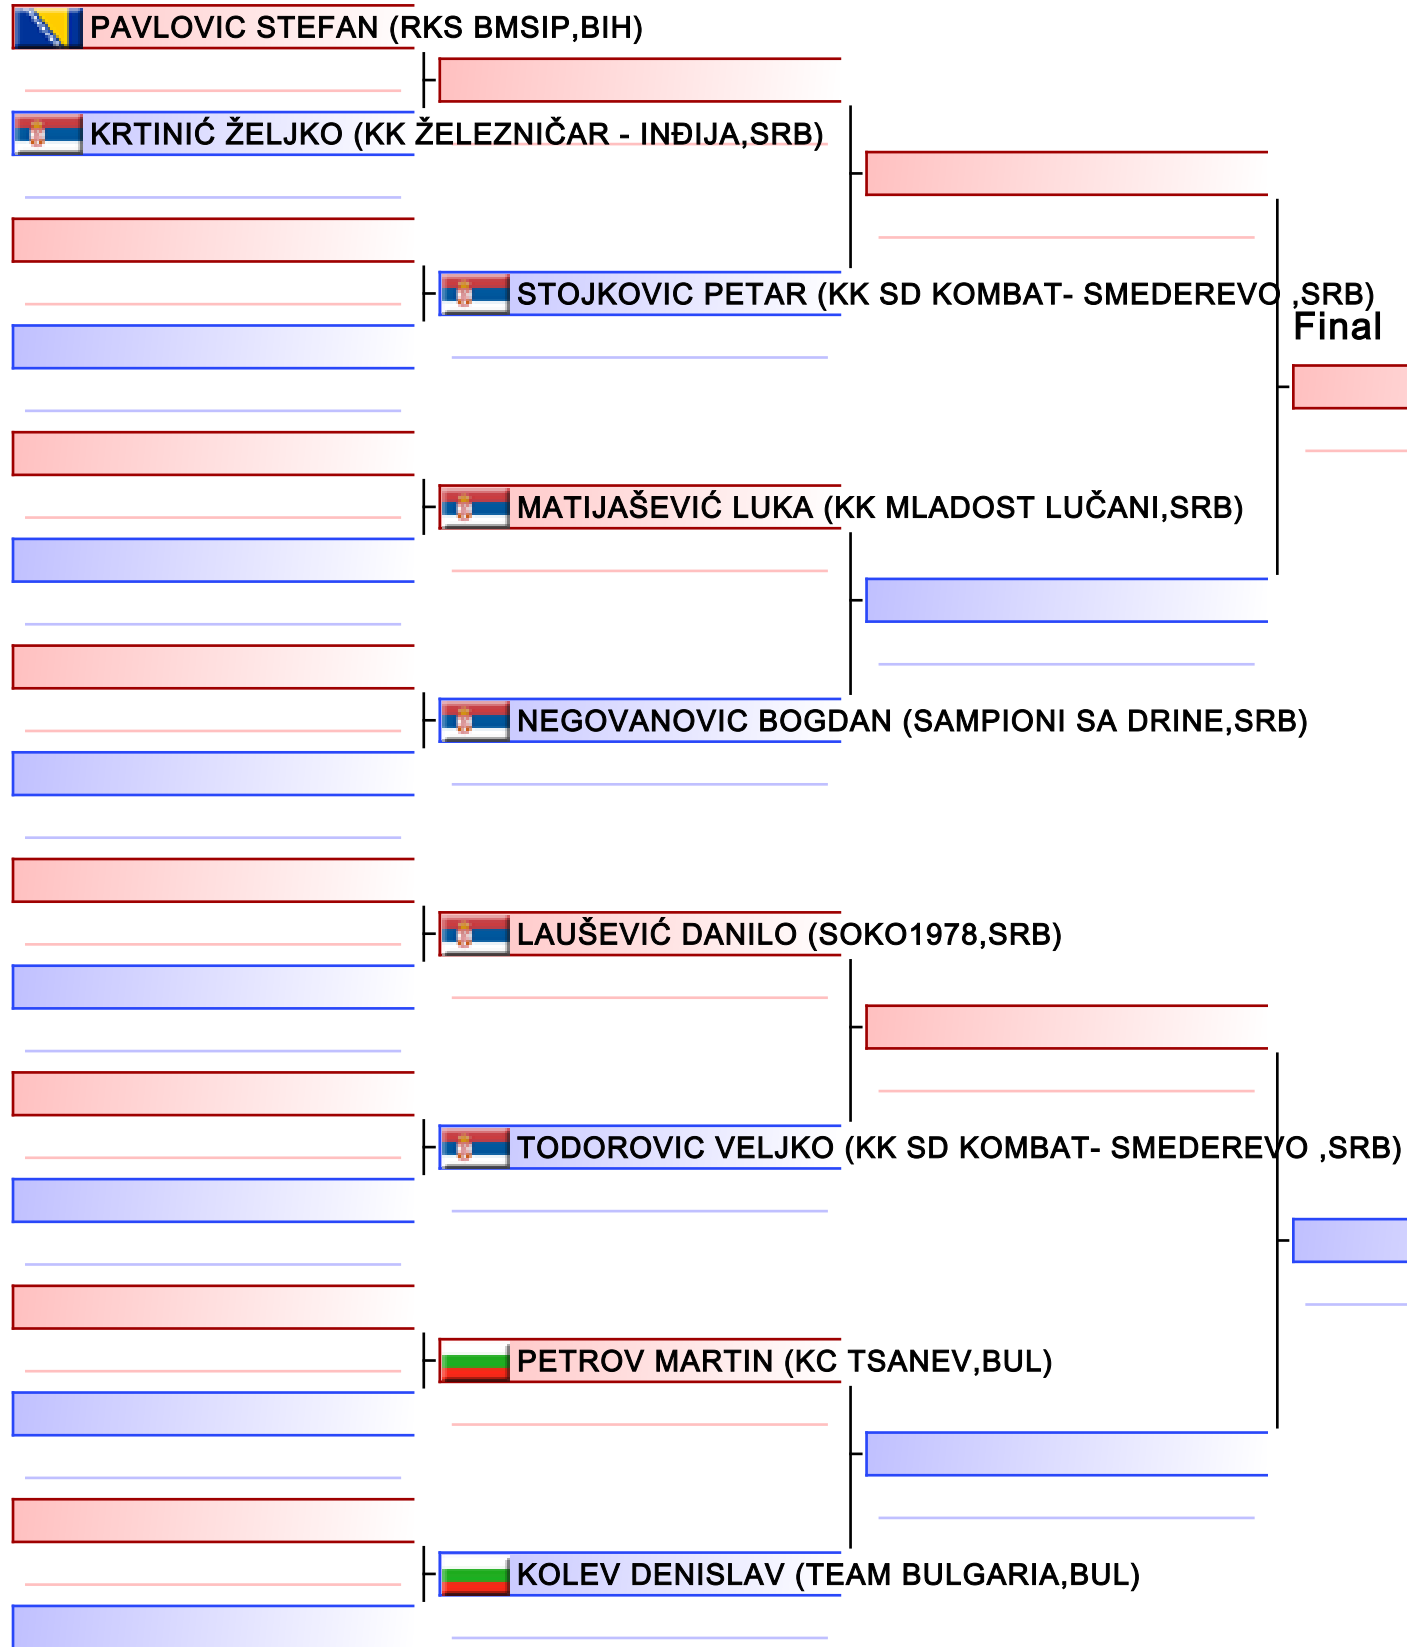 PAVLOVIC STEFAN (RKS BMSIP,BIH)
KRTINIĆ ŽELJKO (KK ŽELEZNIČAR - INĐIJA,SRB)
STOJKOVIC PETAR (KK SD KOMBAT- SMEDEREVO ,SRB)
Final
MATIJAŠEVIĆ LUKA (KK MLADOST LUČANI,SRB)
NEGOVANOVIC BOGDAN (SAMPIONI SA DRINE,SRB)
LAUŠEVIĆ DANILO (SOKO1978,SRB)
TODOROVIC VELJKO (KK SD KOMBAT- SMEDEREVO ,SRB)
PETROV MARTIN (KC TSANEV,BUL)
KOLEV DENISLAV (TEAM BULGARIA,BUL)